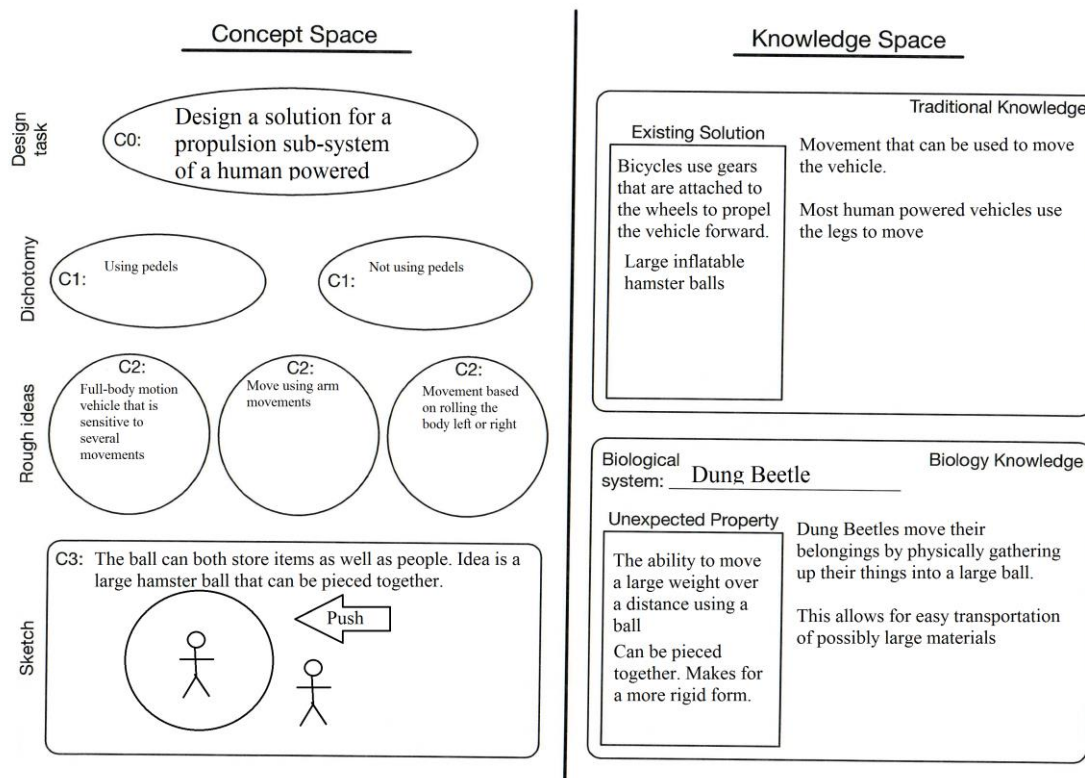 Concept Space
Design
task
C0:
Design a solution for a
propulsion sub-system
of a human powered
Dichotomy
C1:
Using pedels
C1:
Not using pedels
Rough ideas
C2:
Full-body motion
vehicle that is
sensitive to
several
movements
C2:
Move using arm
movements
C2:
Movement based
on rolling the
body left or right
Sketch
C3: The ball can both store items as well as people. Idea is a
large hamster ball that can be pieced together.
Push
Knowledge Space
Traditional Knowledge
Existing Solution
Bicycles use gears
that are attached to
the wheels to propel
the vehicle forward.
Large inflatable
hamster balls
Movement that can be used to move
the vehicle.
Most human powered vehicles use
the legs to move
Biological
system: Dung Beetle
Biology Knowledge
Unexpected Property
The ability to move
a large weight over
a distance using a
ball
Can be pieced
together. Makes for
a more rigid form.
Dung Beetles move their
belongings by physically gathering
up their things into a large ball.
This allows for easy transportation
of possibly large materials